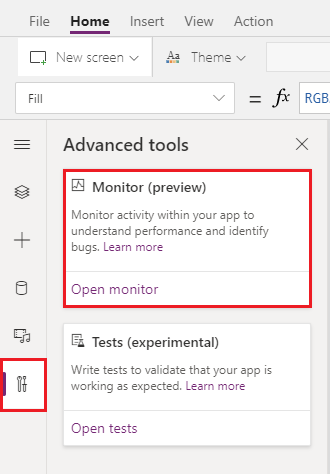 File Home Insert View Action
New screen Theme
Fill = fx RGB
Advanced tools
Monitor (preview)
Monitor activity within your app to
understand performance and identify
bugs. Learn more
Open monitor
Tests (experimental)
Write tests to validate that your app is
working as expected. Learn more
Open tests